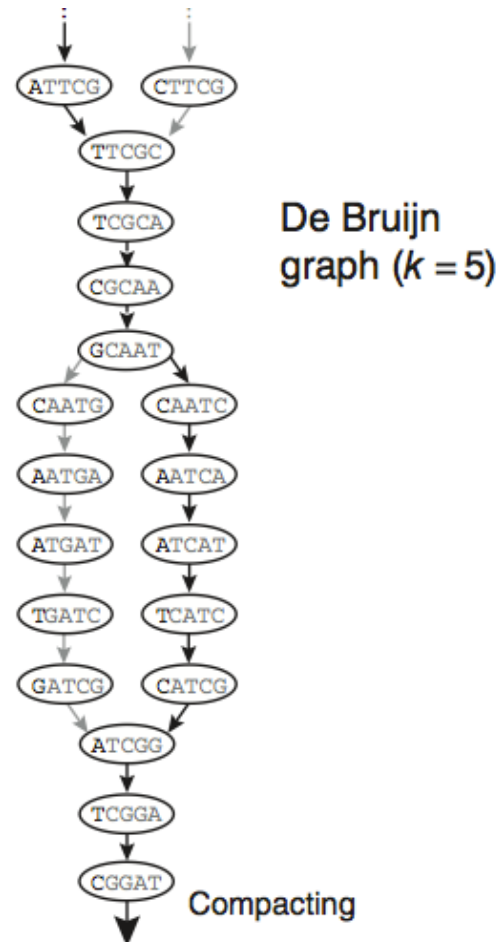 ATTCG CTTCG
TTCGC
TCGCA
De Bruijn
graph (k = 5)
CGCAA
GCAAT
CAATG CAATC
AATGA AATCA
ATGAT ATCAT
TGATC TCATC
GATCG CATCG
ATCGG
TCGGA
CGGAT
Compacting